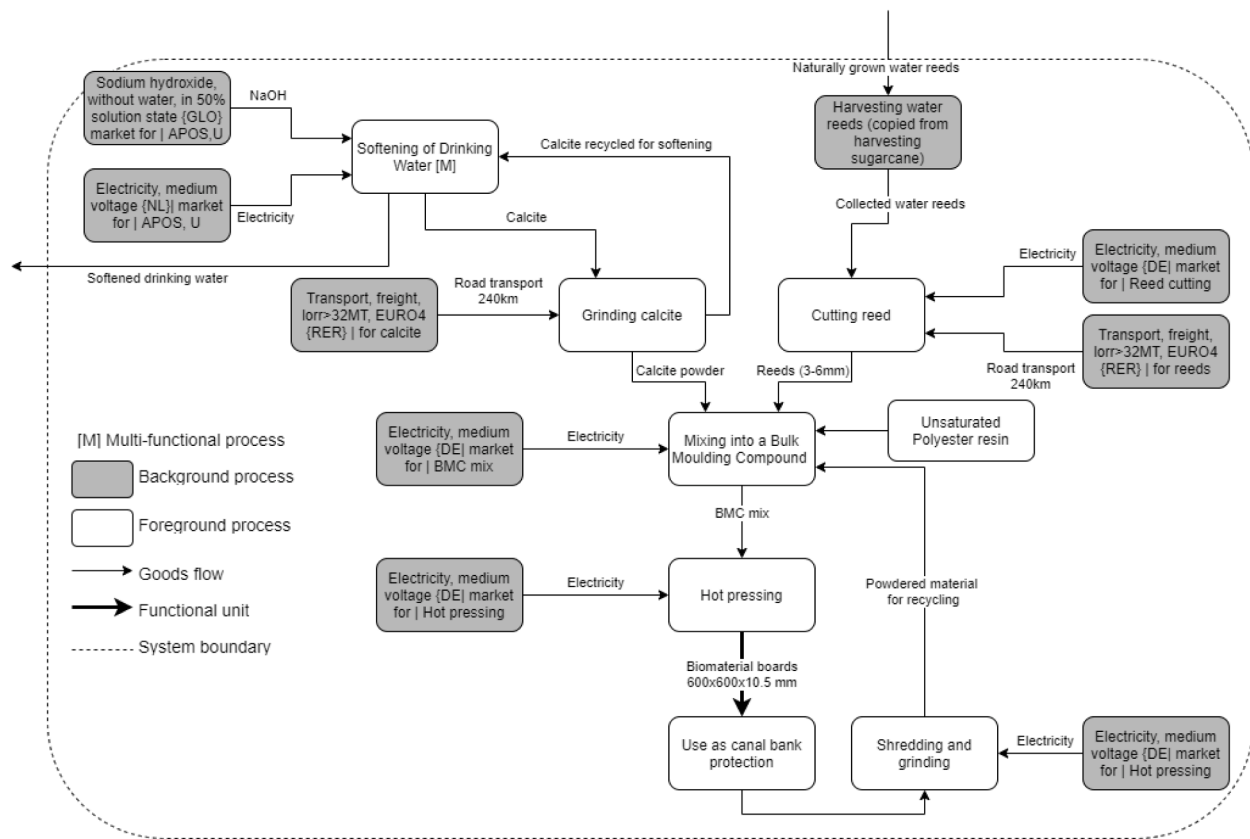 Naturally grown water reeds
Sodium hydroxide,
without water, in 50%
solution state {GLO}
market for | APOS,U
NaOH
Harvesting water
reeds (copied from
harvesting
sugarcane)
Softening of Drinking
Water [M]
Calcite recycled for softening
Electricity, medium
voltage {NL}| market
for | APOS, U
Electricity
Collected water reeds
Calcite
Softened drinking water
Transport, freight,
lorr>32MT, EURO4
{RER} | for calcite
Road transport
240km
Grinding calcite
Cutting reed
Electricity
Electricity, medium
voltage {DE| market
for | Reed cutting
Transport, freight,
lorr>32MT, EURO4
{RER} | for reeds
Road transport
240km
Calcite powder
Reeds (3-6mm)
Electricity, medium
voltage {DE| market
for | BMC mix
Electricity
Mixing into a Bulk
Moulding Compound
Unsaturated
Polyester resin
[M] Multi-functional process
Background process
Foreground process
Goods flow
Functional unit
System boundary
BMC mix
Electricity, medium
voltage {DE| market
for | Hot pressing
Electricity
Hot pressing
Powdered material
for recycling
Biomaterial boards
600x600x10.5 mm
Use as canal bank
protection
Shredding and
grinding
Electricity
Electricity, medium
voltage {DE| market
for | Hot pressing